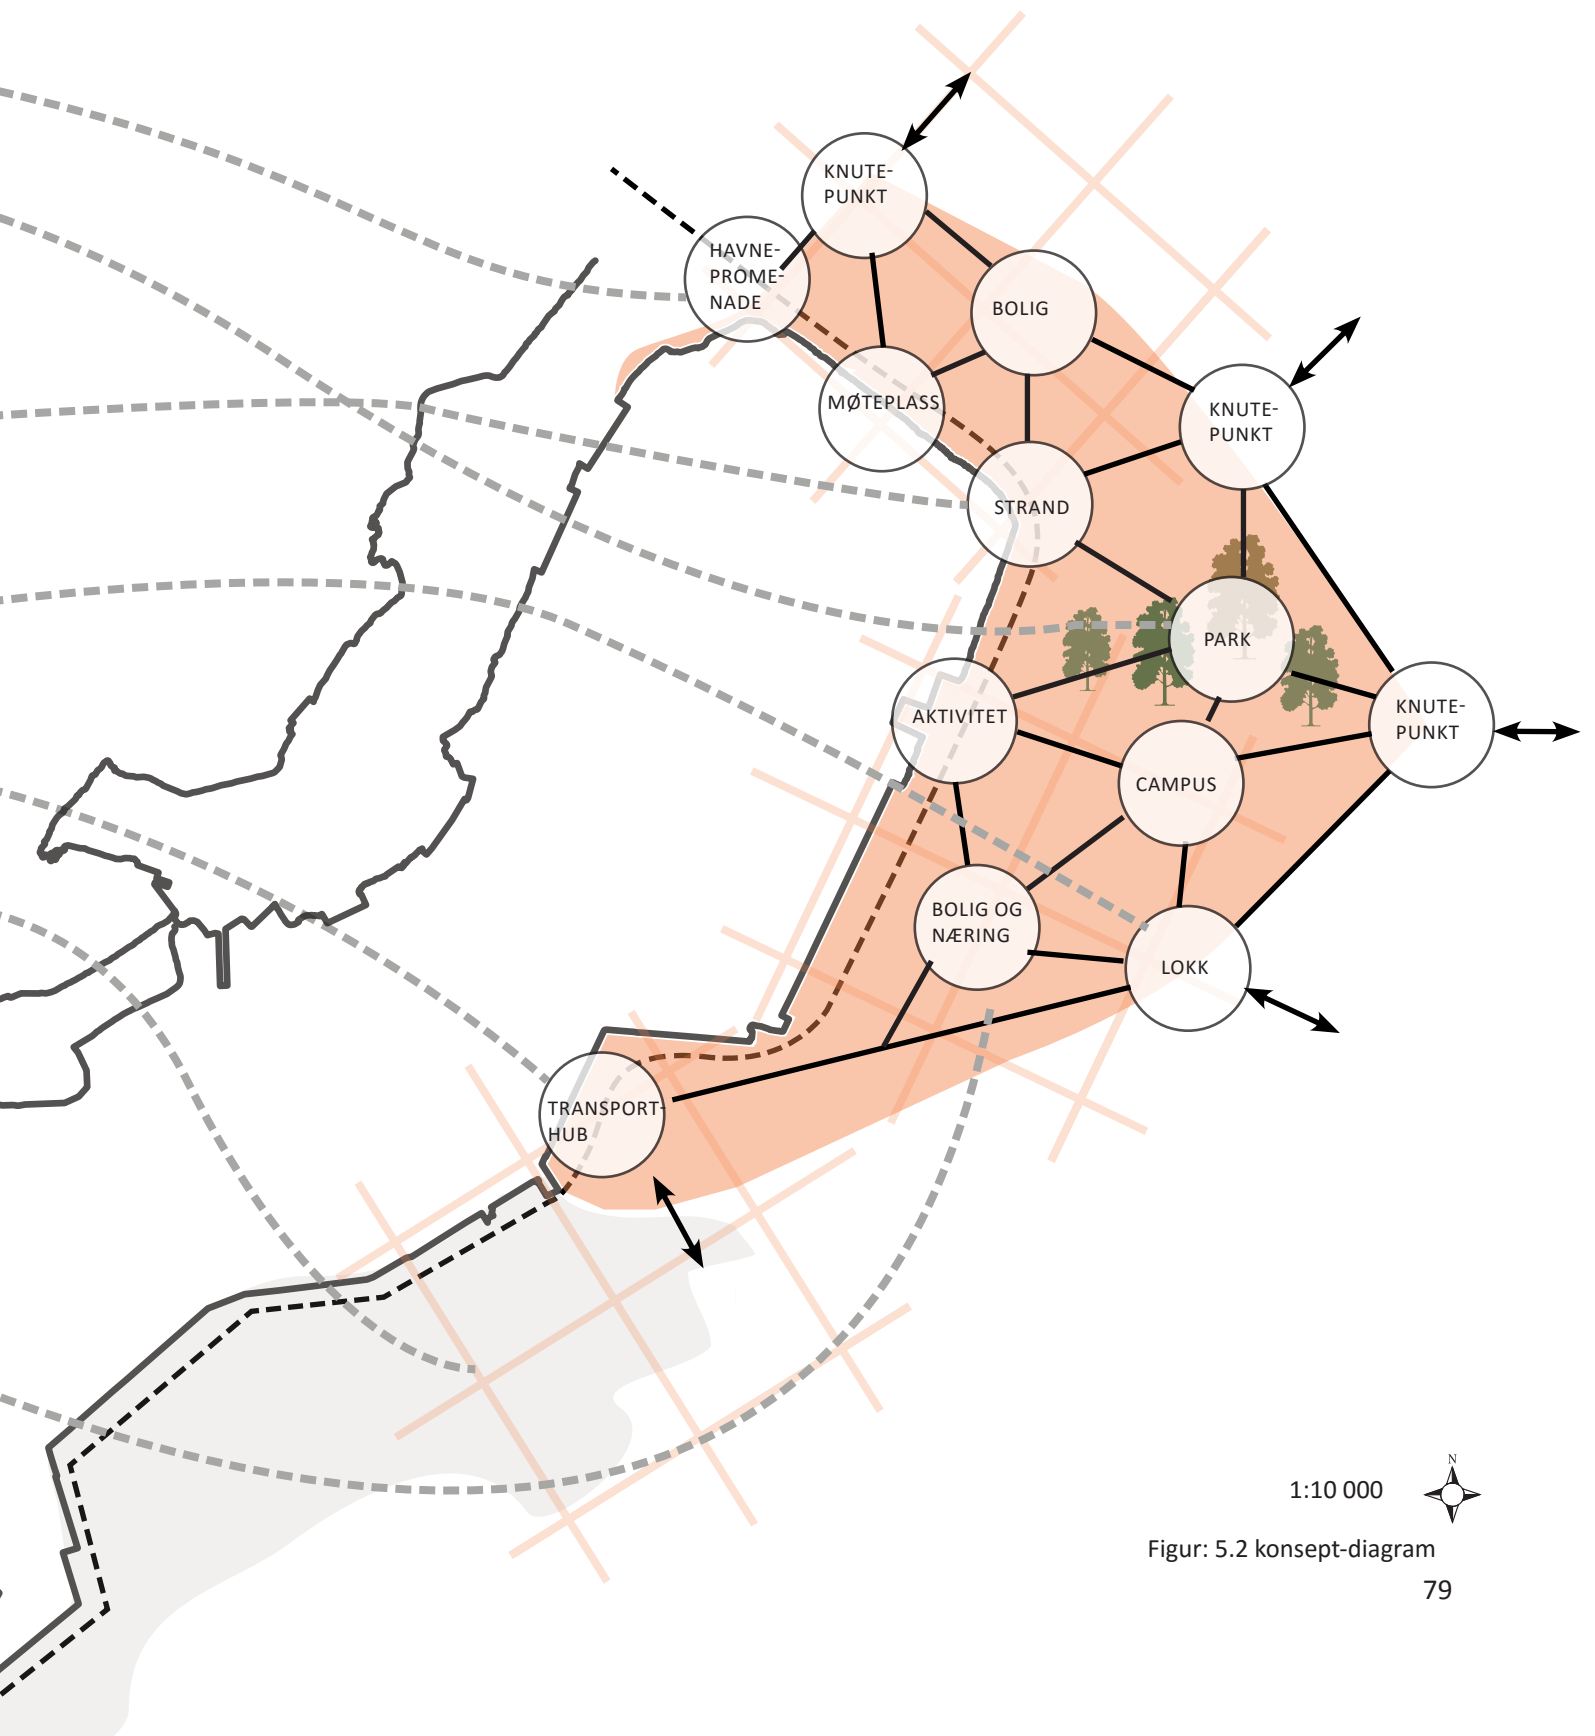 KNUTE-
PUNKT
HAVNE-
PROME-
NADE
BOLIG
MØTEPLASS
KNUTE-
PUNKT
STRAND
PARK
AKTIVITET
KNUTE-
PUNKT
CAMPUS
BOLIG OG
NÆRING
LOKK
TRANSPORT-
HUB
N
1:10 000
Figur: 5.2 konsept-diagram
79